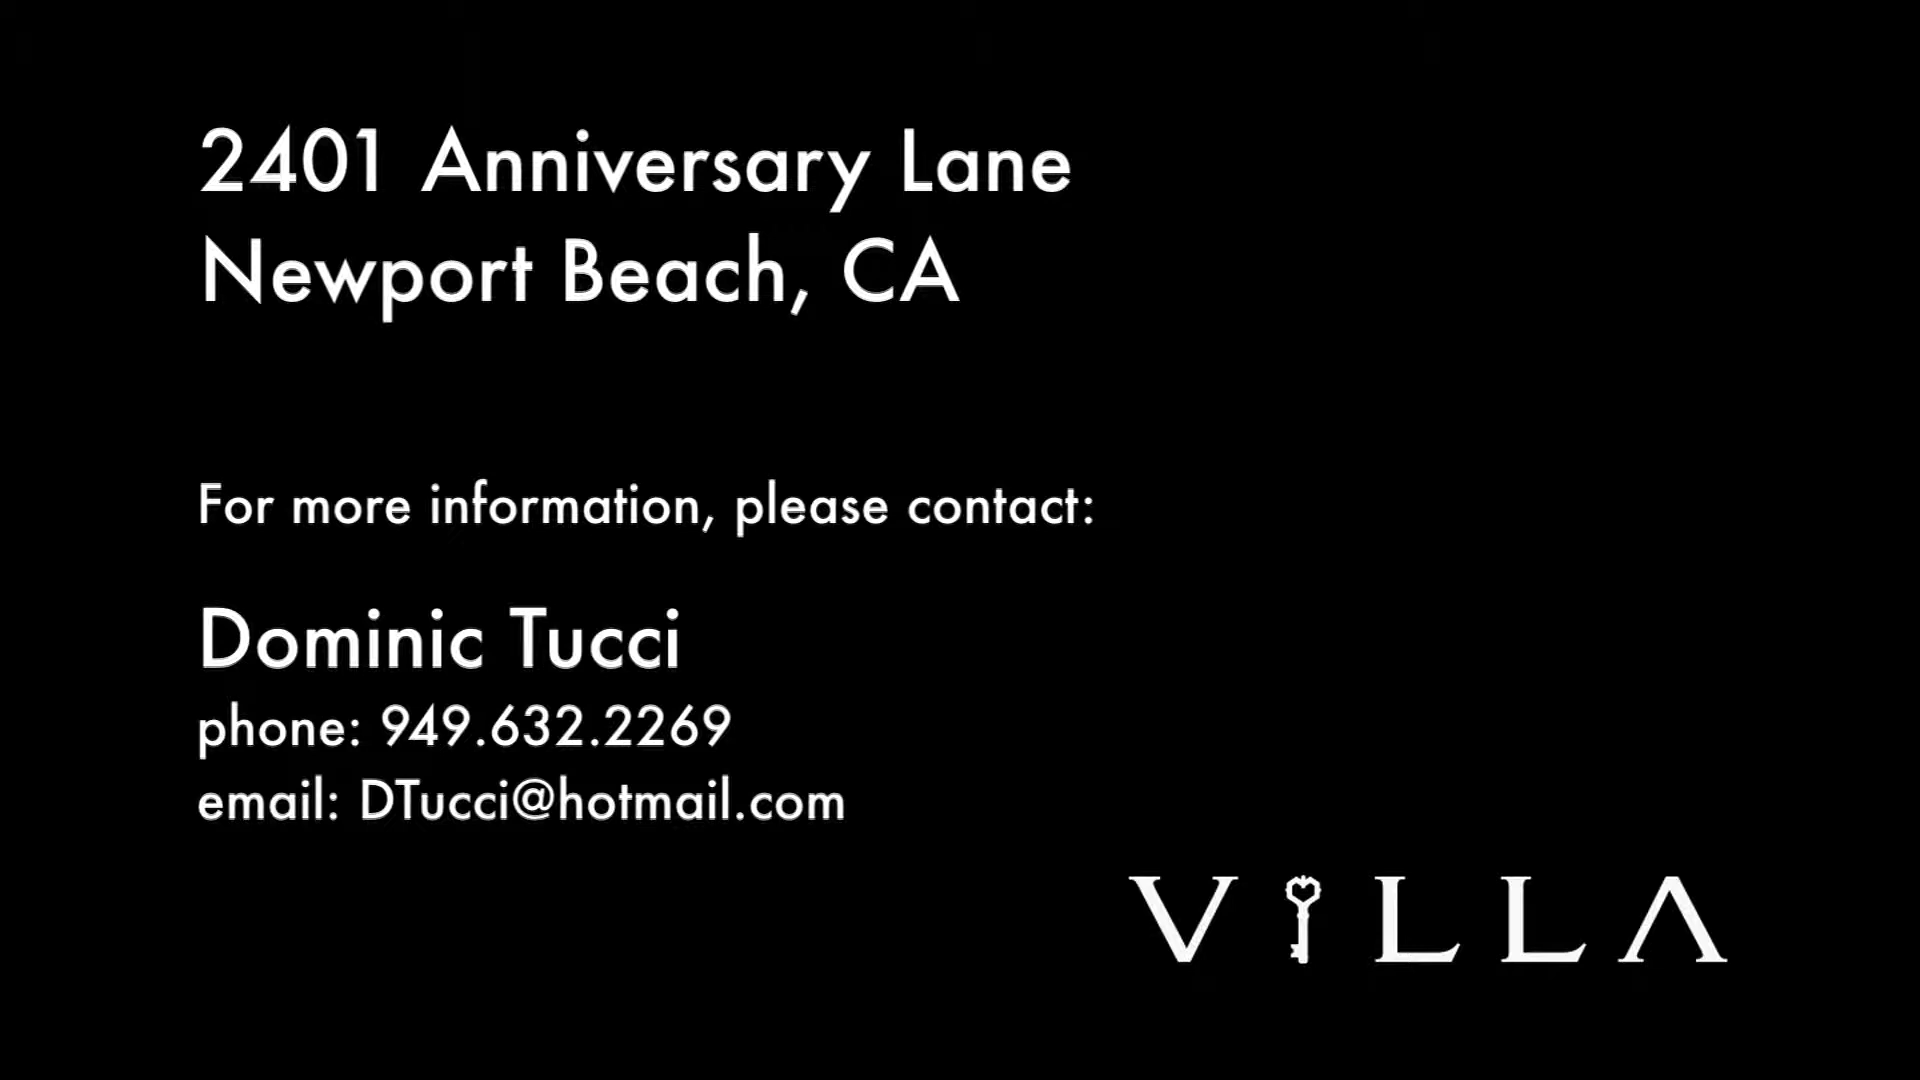 2401 Anniversary Lane
Newport Beach, CA
For more information, please contact:
Dominic Tucci
phone: 949.632.2269
email: DTucci@hotmail.com
VILLA